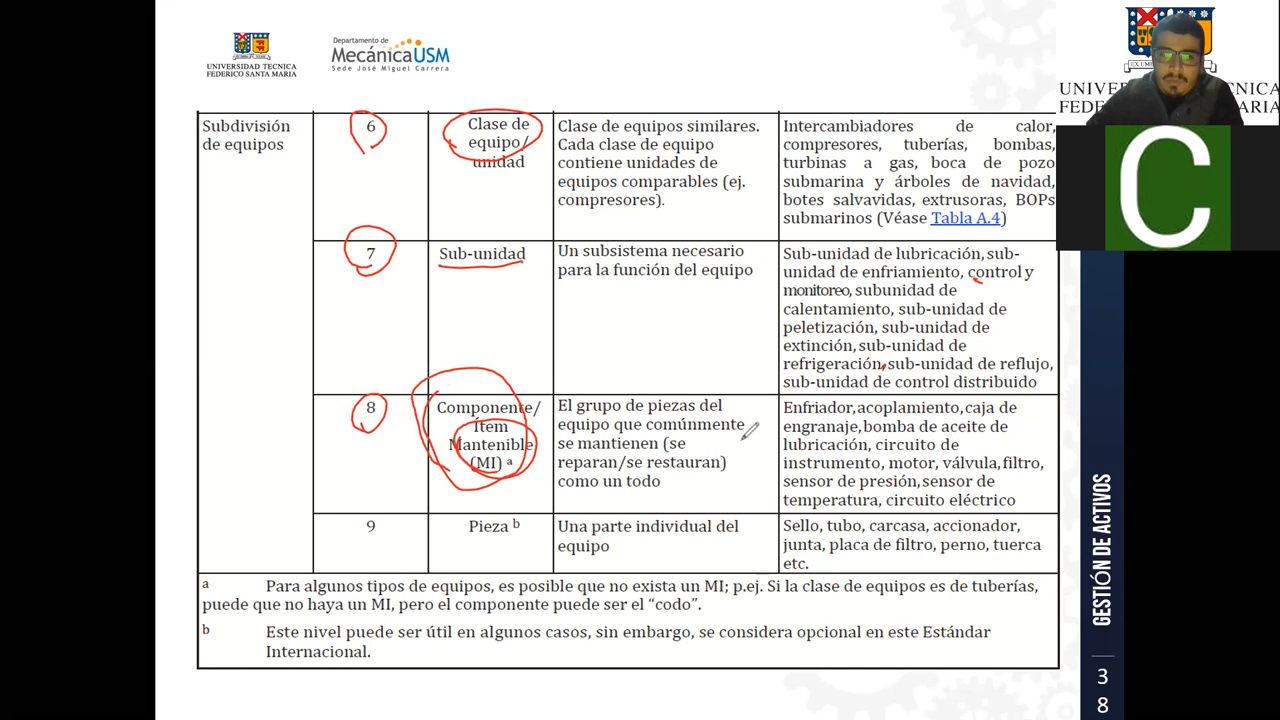 UNIVERSIDAD TECNICA
FEDERICO SANTA MARIA
Departamento de
MecánicaUSM
Sede José Miguel Carrera
EX UMB
UNIVER
TECNIC
FEDERICO SANTA MARIA
C
Subdivisión
de equipos
6
Clase de
equipo/
unidad
Clase de equipos similares.
Cada clase de equipo
contiene unidades de
equipos comparables (ej.
compresores).
Intercambiadores de calor,
compresores, tuberías, bombas,
turbinas a gas, boca de pozo
submarina y árboles de navidad,
botes salvavidas, extrusoras, BOPs
submarinos (Véase Tabla A.4)
7
Sub-unidad
Un subsistema necesario
para la función del equipo
Sub-unidad de lubricación, sub-
unidad de enfriamiento, control y
monitoreo, subunidad de
calentamiento, sub-unidad de
peletización, sub-unidad de
extinción, sub-unidad de
refrigeración, sub-unidad de reflujo,
sub-unidad de control distribuido
8
Componente/
Ítem
Mantenible
(MI) a
El grupo de piezas del
equipo que comúnmente
se mantienen (se
reparan/se restauran)
como un todo
Enfriador, acoplamiento, caja de
engranaje, bomba de aceite de
lubricación, circuito de
instrumento, motor, válvula, filtro,
sensor de presión, sensor de
temperatura, circuito eléctrico
9
Pieza b
Una parte individual del
equipo
Sello, tubo, carcasa, accionador,
junta, placa de filtro, perno, tuerca
etc.
a Para algunos tipos de equipos, es posible que no exista un MI; p.ej. Si la clase de equipos es de tuberías,
puede que no haya un MI, pero el componente puede ser el “codo”.
b Este nivel puede ser útil en algunos casos, sin embargo, se considera opcional en este Estándar
Internacional.
GESTIÓN DE ACTIVOS
3
8